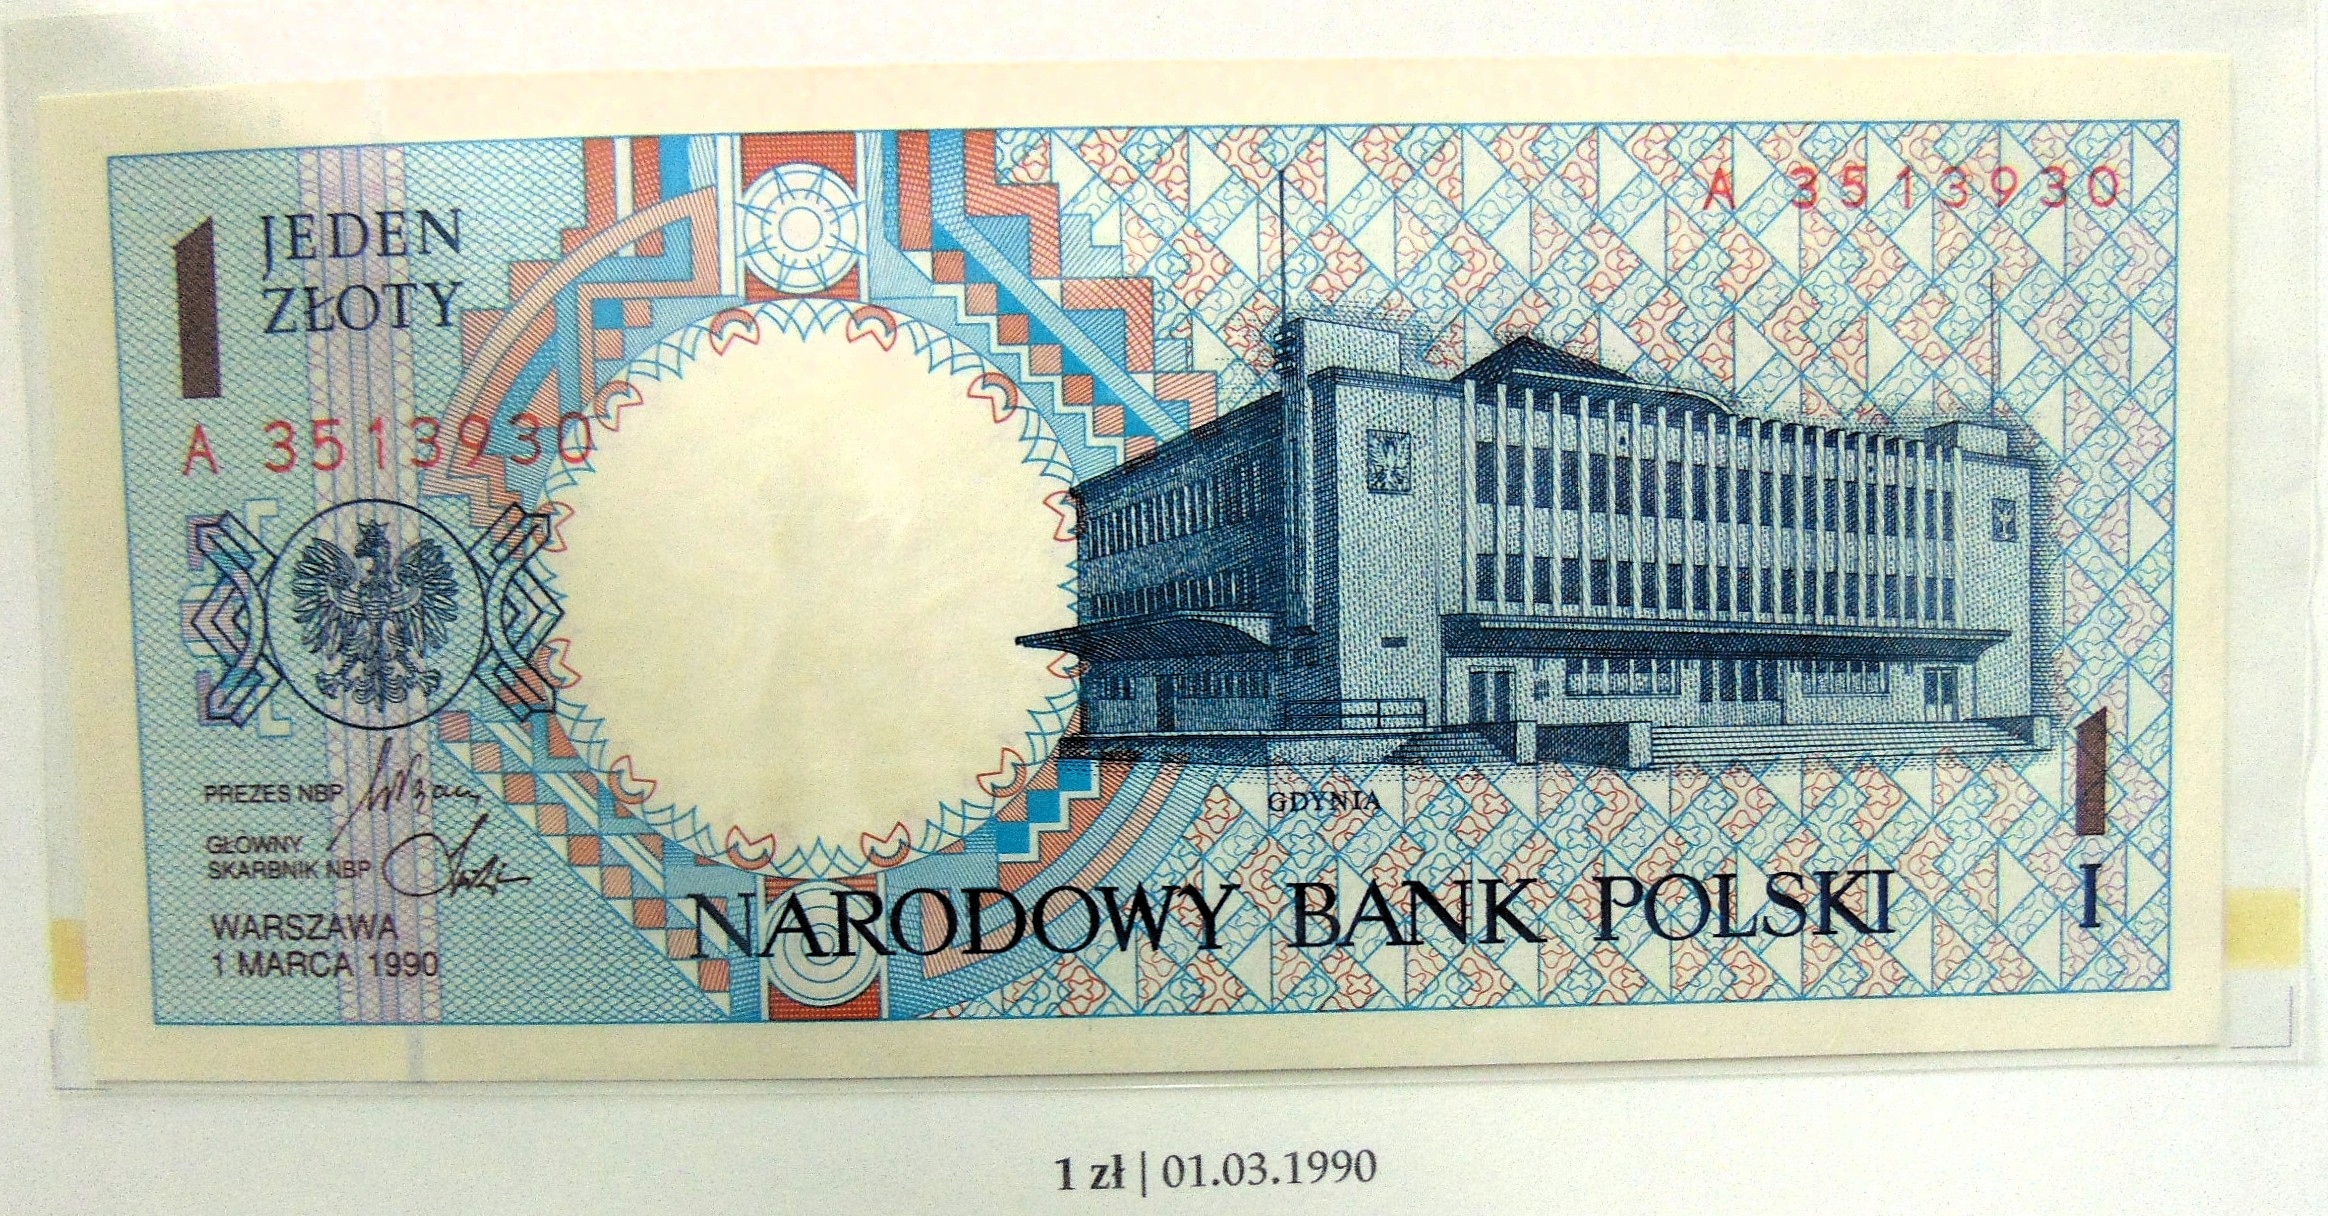 1
JEDEN
ZŁOTY
A 3513930
A 3513930
PREZES NBP
GŁOWNY
SKARBNIK NBP
WARSZAWA
1 MARCA 1990
GDYNIA
1
NARODOWY BANK POLSKI I
1 zł | 01.03.1990